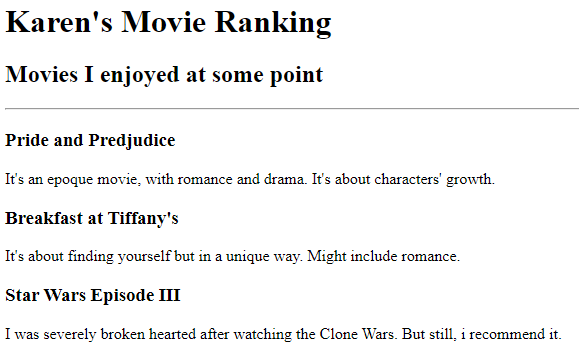 Karen's Movie Ranking
Movies I enjoyed at some point
Pride and Predjudice
It's an epoque movie, with romance and drama. It's about characters' growth.
Breakfast at Tiffany's
It's about finding yourself but in a unique way. Might include romance.
Star Wars Episode III
I was severely broken hearted after watching the Clone Wars. But still, i recommend it.